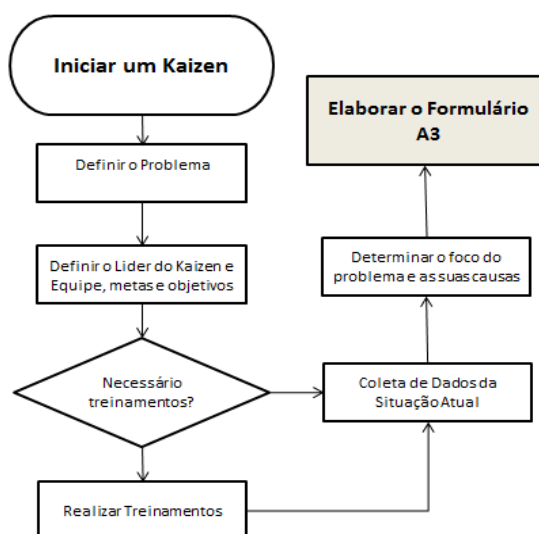 Iniciar um Kaizen
Definir o Problema
Definir o Lider do Kaizen e
Equipe, metas e objetivos
Necessário
treinamentos?
Realizar Treinamentos
Coleta de Dados da
Situação Atual
Determinar o foco do
problema e as suas causas
Elaborar o Formulário
A3